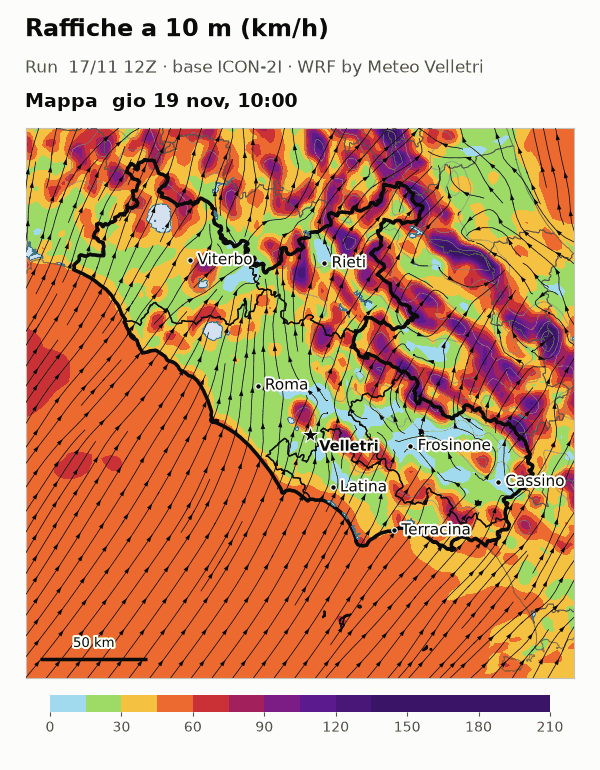 Raffiche a 10 m (km/h)
Run  17/11 12Z · base ICON-2I · WRF by Meteo Velletri
Mappa  gio 19 nov, 10:00
Viterbo
Rieti
Roma
Velletri
Frosinone
Cassino
Latina
Terracina
50 km
0 30 60 90 120 150 180 210